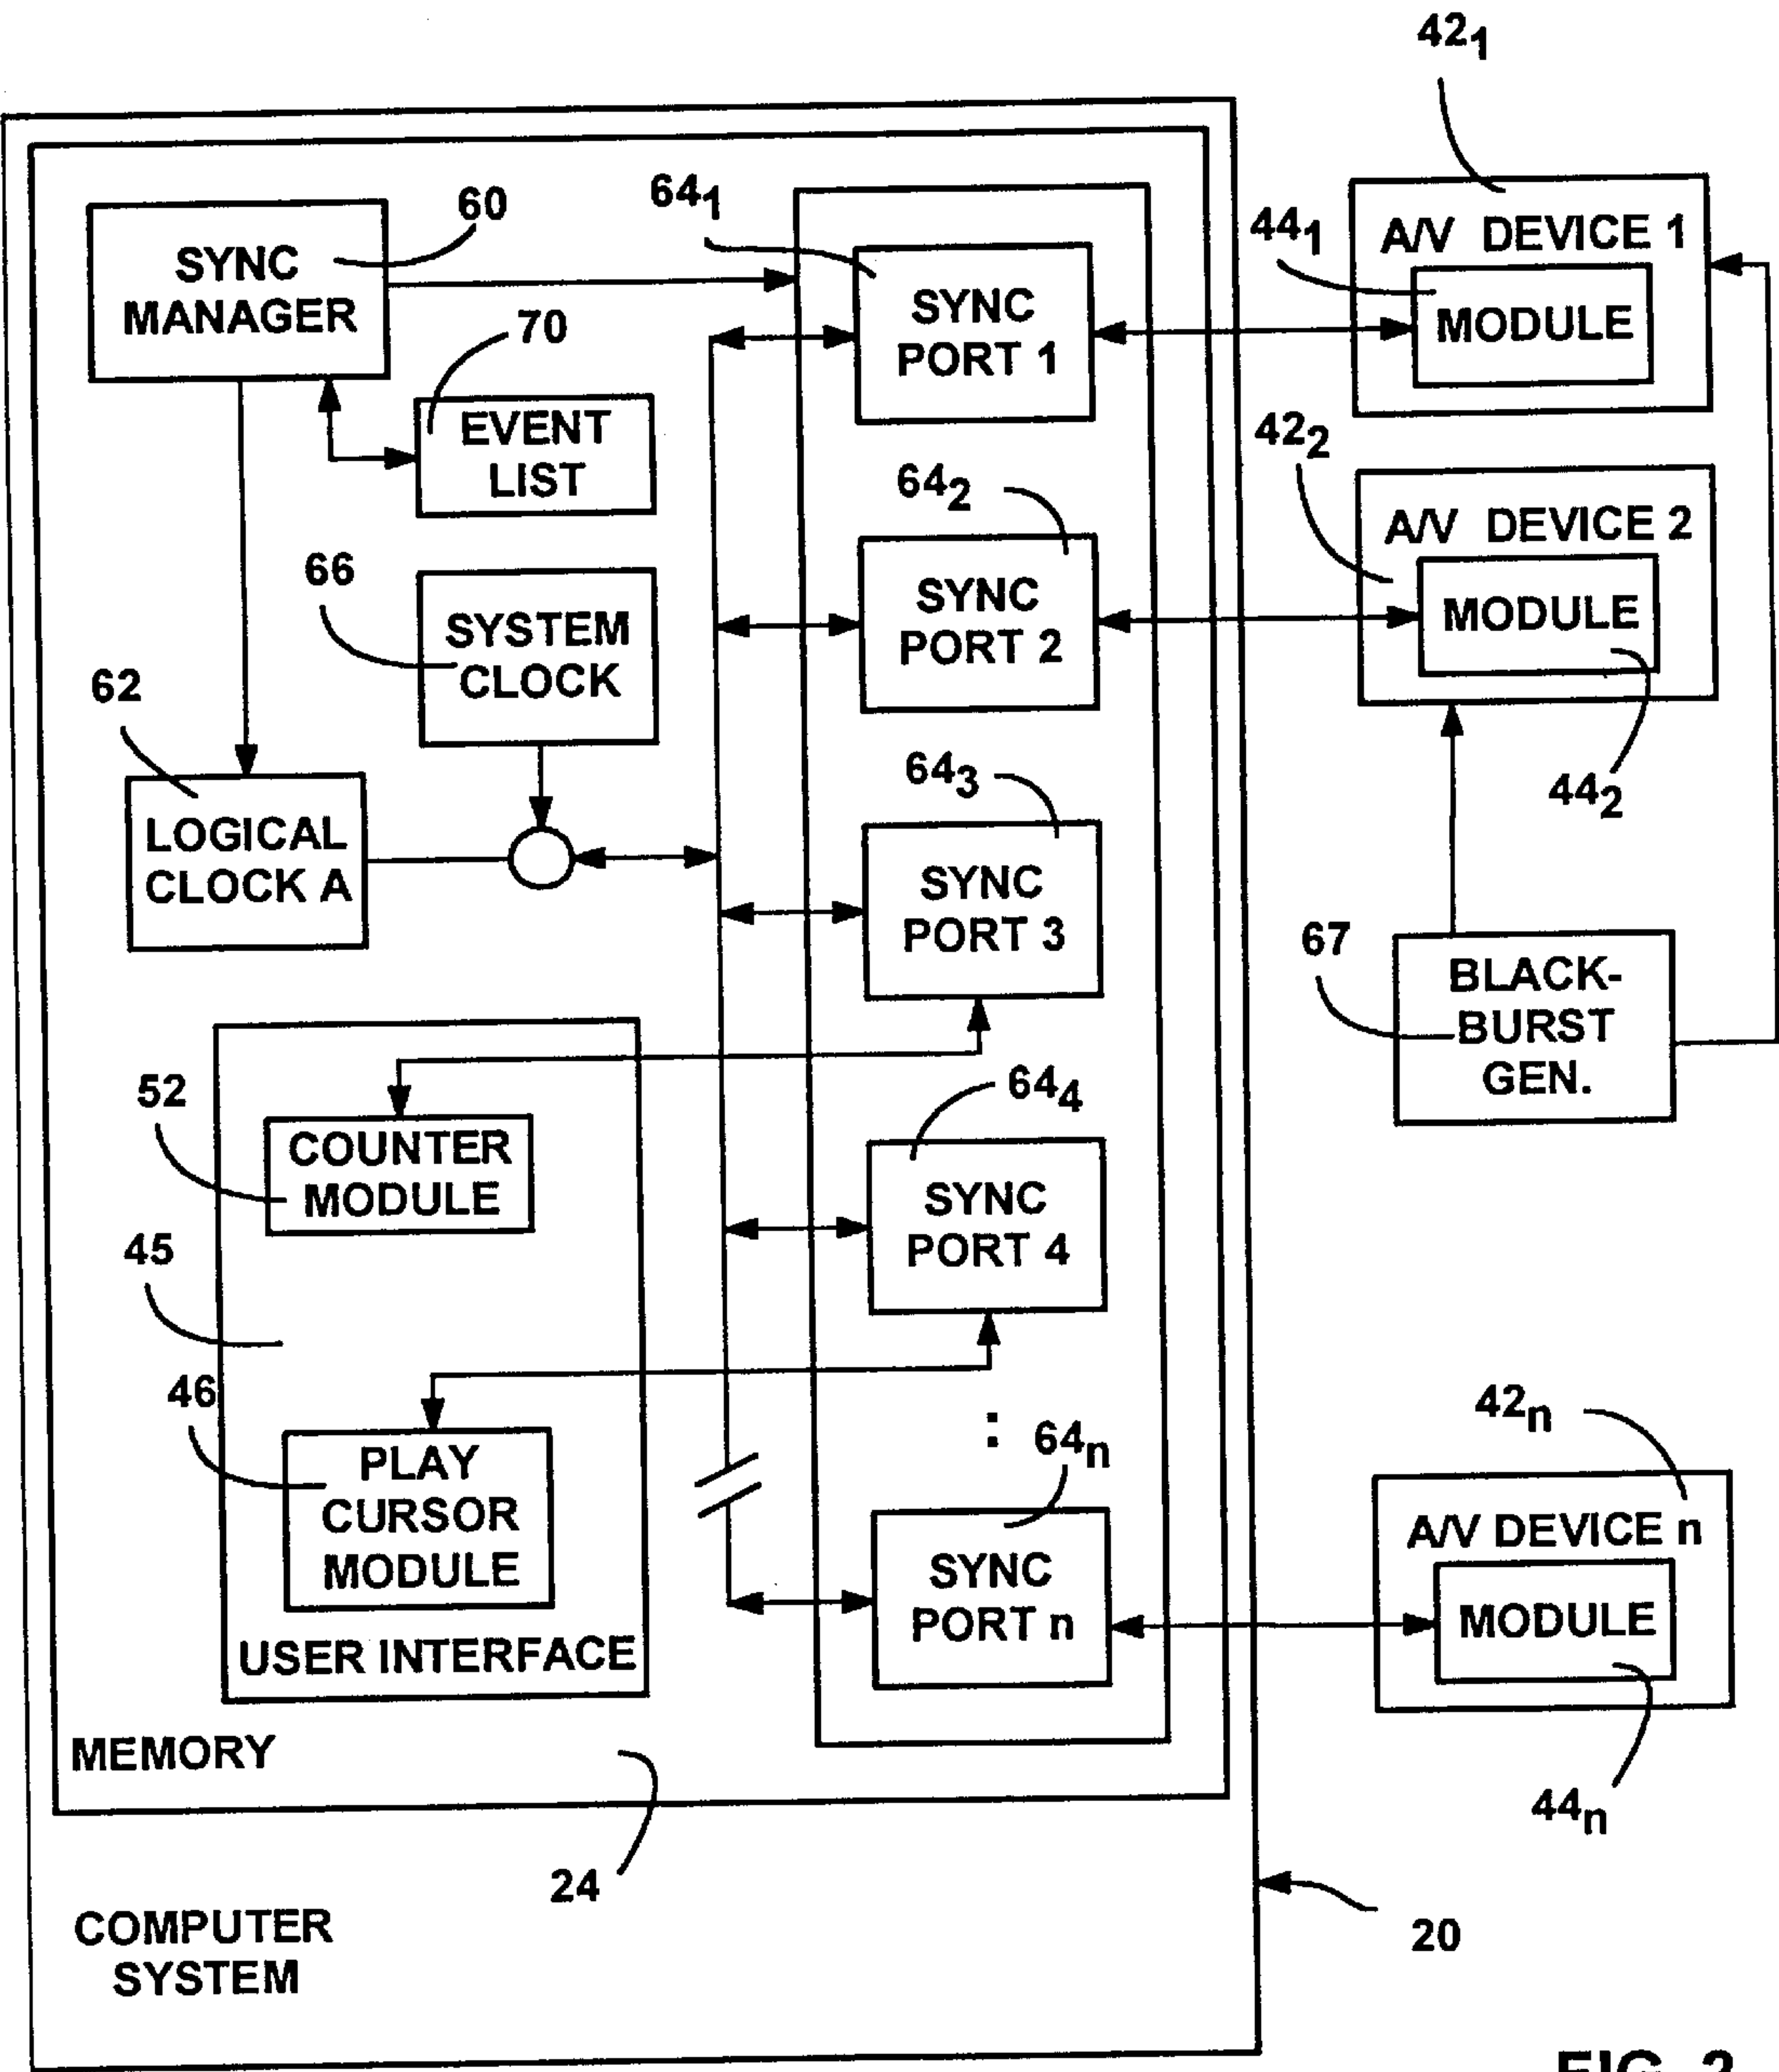 42₁
60
64₁
SYNC
MANAGER
44₁
A/V DEVICE 1
MODULE
SYNC
PORT 1
70
EVENT
LIST
42₂
64₂
A/V DEVICE 2
MODULE
44₂
SYNC
PORT 2
66
SYSTEM
CLOCK
62
LOGICAL
CLOCK A
64₃
SYNC
PORT 3
67
BLACK-
BURST
GEN.
52
COUNTER
MODULE
64₄
SYNC
PORT 4
45
46
PLAY
CURSOR
MODULE
USER INTERFACE
:
64ₙ
SYNC
PORT n
42ₙ
A/V DEVICE n
MODULE
44ₙ
MEMORY
24
COMPUTER
SYSTEM
20